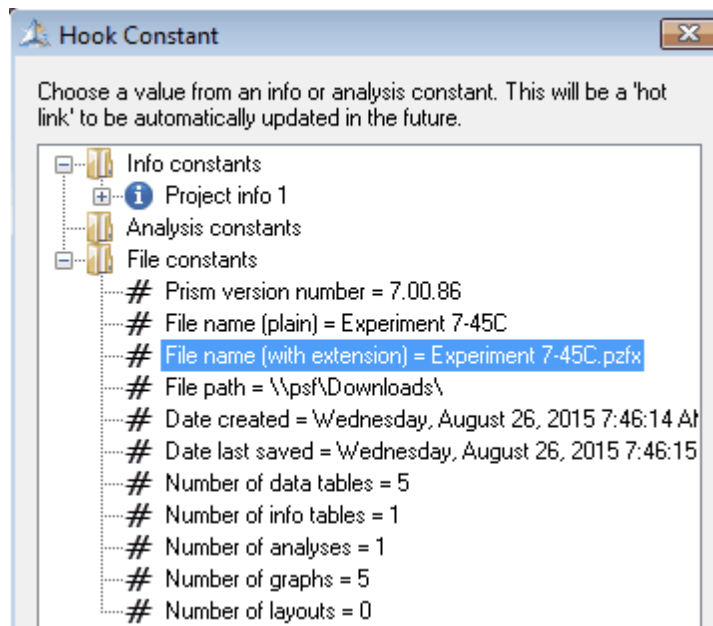 Hook Constant
Choose a value from an info or analysis constant. This will be a 'hot
link' to be automatically updated in the future.
Info constants
Project info 1
Analysis constants
File constants
# Prism version number = 7.00.86
# File name (plain) = Experiment 7-45C
# File name (with extension) = Experiment 7-45C.pzfx
# File path = \\psf\Downloads\
# Date created = Wednesday, August 26, 2015 7:46:14 AM
# Date last saved = Wednesday, August 26, 2015 7:46:15
# Number of data tables = 5
# Number of info tables = 1
# Number of analyses = 1
# Number of graphs = 5
# Number of layouts = 0